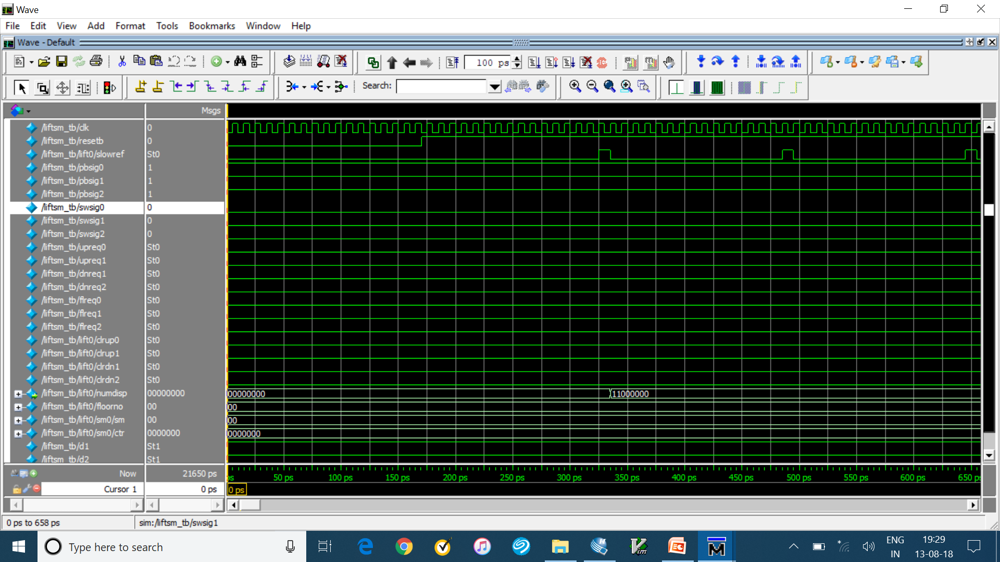 Wave
File Edit View Add Format Tools Bookmarks Window Help
Wave - Default
100 ps
Search:
Msgs
/liftsm_tb/clk 0
/liftsm_tb/resetb 0
/liftsm_tb/lift0/slowref St0
/liftsm_tb/pbsig0 1
/liftsm_tb/pbsig1 1
/liftsm_tb/pbsig2 1
/liftsm_tb/swsig0 0
/liftsm_tb/swsig1 0
/liftsm_tb/swsig2 0
/liftsm_tb/upreq0 St0
/liftsm_tb/upreq1 St0
/liftsm_tb/dnreq1 St0
/liftsm_tb/dnreq2 St0
/liftsm_tb/flreq0 St0
/liftsm_tb/flreq1 St0
/liftsm_tb/flreq2 St0
/liftsm_tb/lift0/clrup0 St0
/liftsm_tb/lift0/clrup1 St0
/liftsm_tb/lift0/clrdn1 St0
/liftsm_tb/lift0/clrdn2 St0
/liftsm_tb/lift0/numdisp 00000000 00000000 11000000
/liftsm_tb/lift0/floorno 00 00
/liftsm_tb/lift0/sm0/sm 00 00
/liftsm_tb/lift0/sm0/ctr 0000000 0000000
/liftsm_tb/d1 St1
/liftsm_tb/d2 St1
Now 21650 ps
50 ps 100 ps 150 ps 200 ps 250 ps 300 ps 350 ps 400 ps 450 ps 500 ps 550 ps 600 ps 650 ps
Cursor 1 0 ps 0 ps
0 ps to 658 ps sim:/liftsm_tb/swsig1
Type here to search
Vim
ENG
IN
19:29
13-08-18